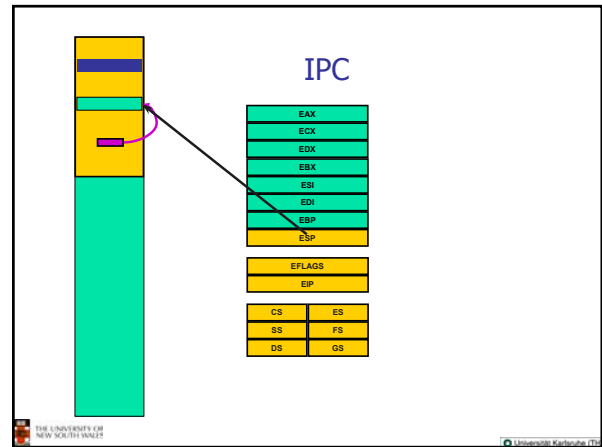 IPC
EAX
ECX
EDX
EBX
ESI
EDI
EBP
ESP
EFLAGS
EIP
CS ES
SS FS
DS GS
THE UNIVERSITY OF
NEW SOUTH WALES
Universität Karlsruhe (TH)